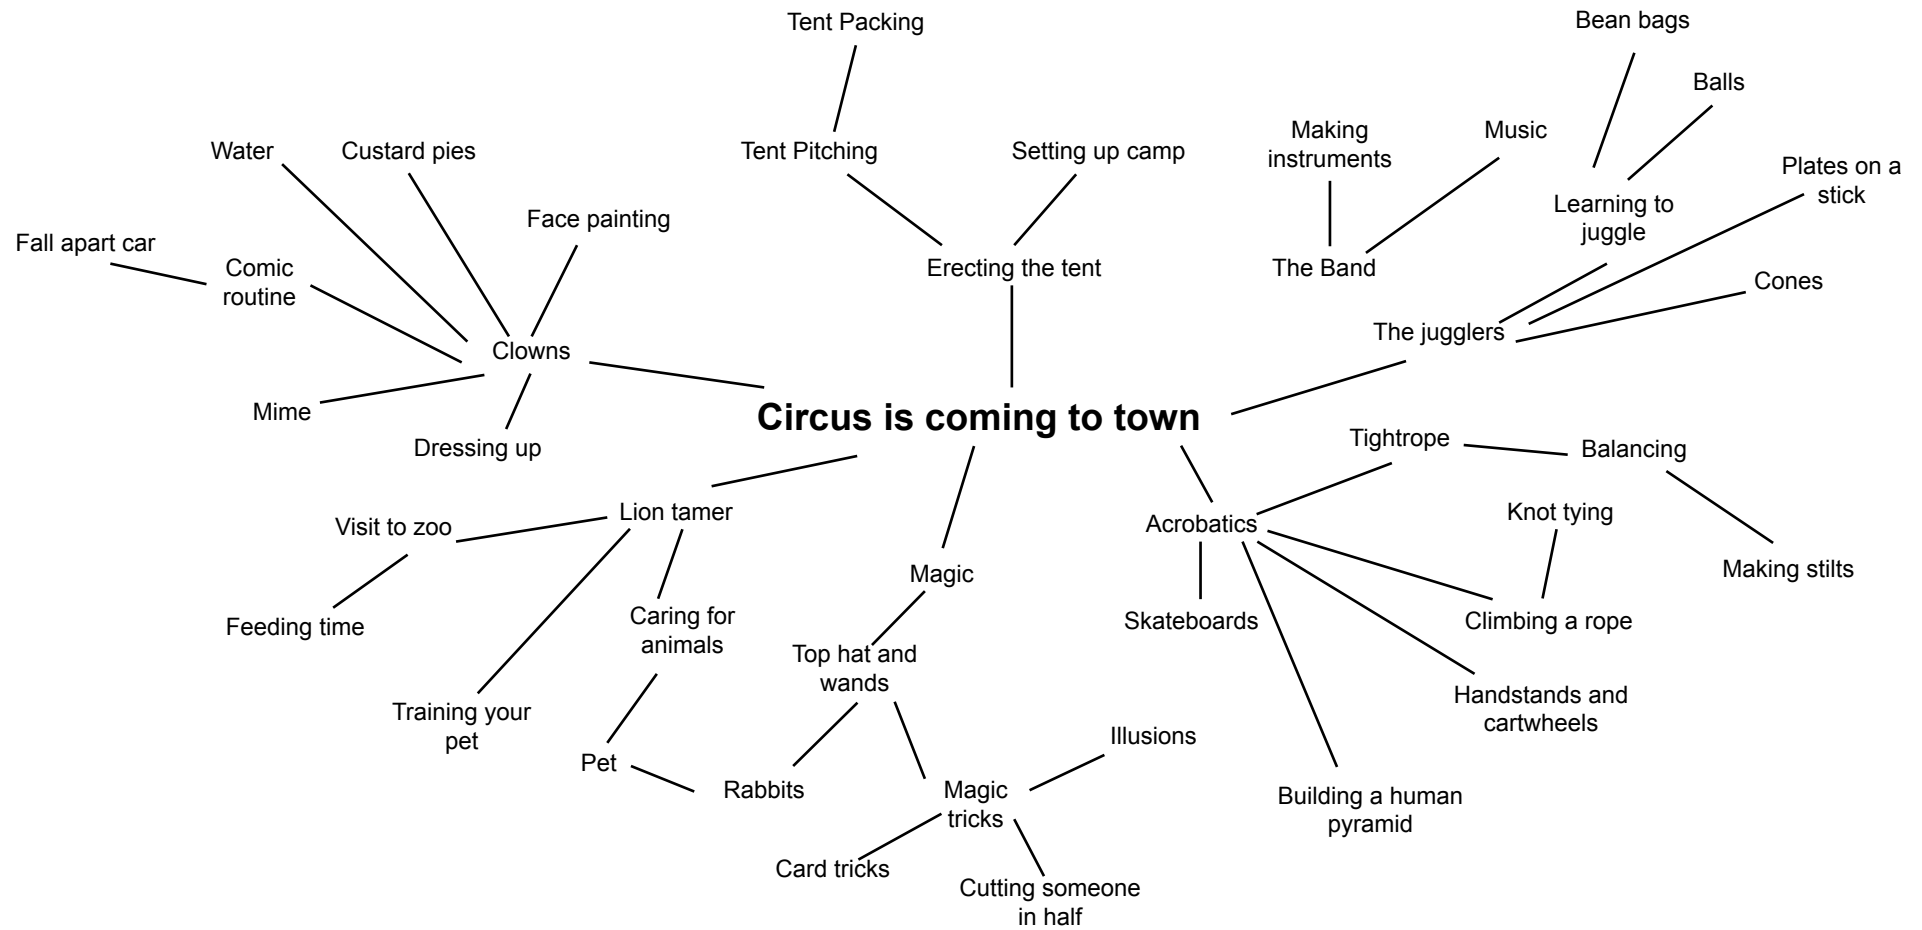 Tent Packing
Bean bags
Balls
Making
instruments
Music
Water
Custard pies
Tent Pitching
Setting up camp
Plates on a
stick
Face painting
Learning to
juggle
Fall apart car
Comic
routine
Erecting the tent
The Band
Cones
The jugglers
Clowns
Mime
Circus is coming to town
Dressing up
Tightrope
Balancing
Visit to zoo
Lion tamer
Acrobatics
Knot tying
Magic
Making stilts
Feeding time
Caring for
animals
Skateboards
Climbing a rope
Top hat and
wands
Training your
pet
Handstands and
cartwheels
Illusions
Pet
Rabbits
Magic
tricks
Building a human
pyramid
Card tricks
Cutting someone
in half